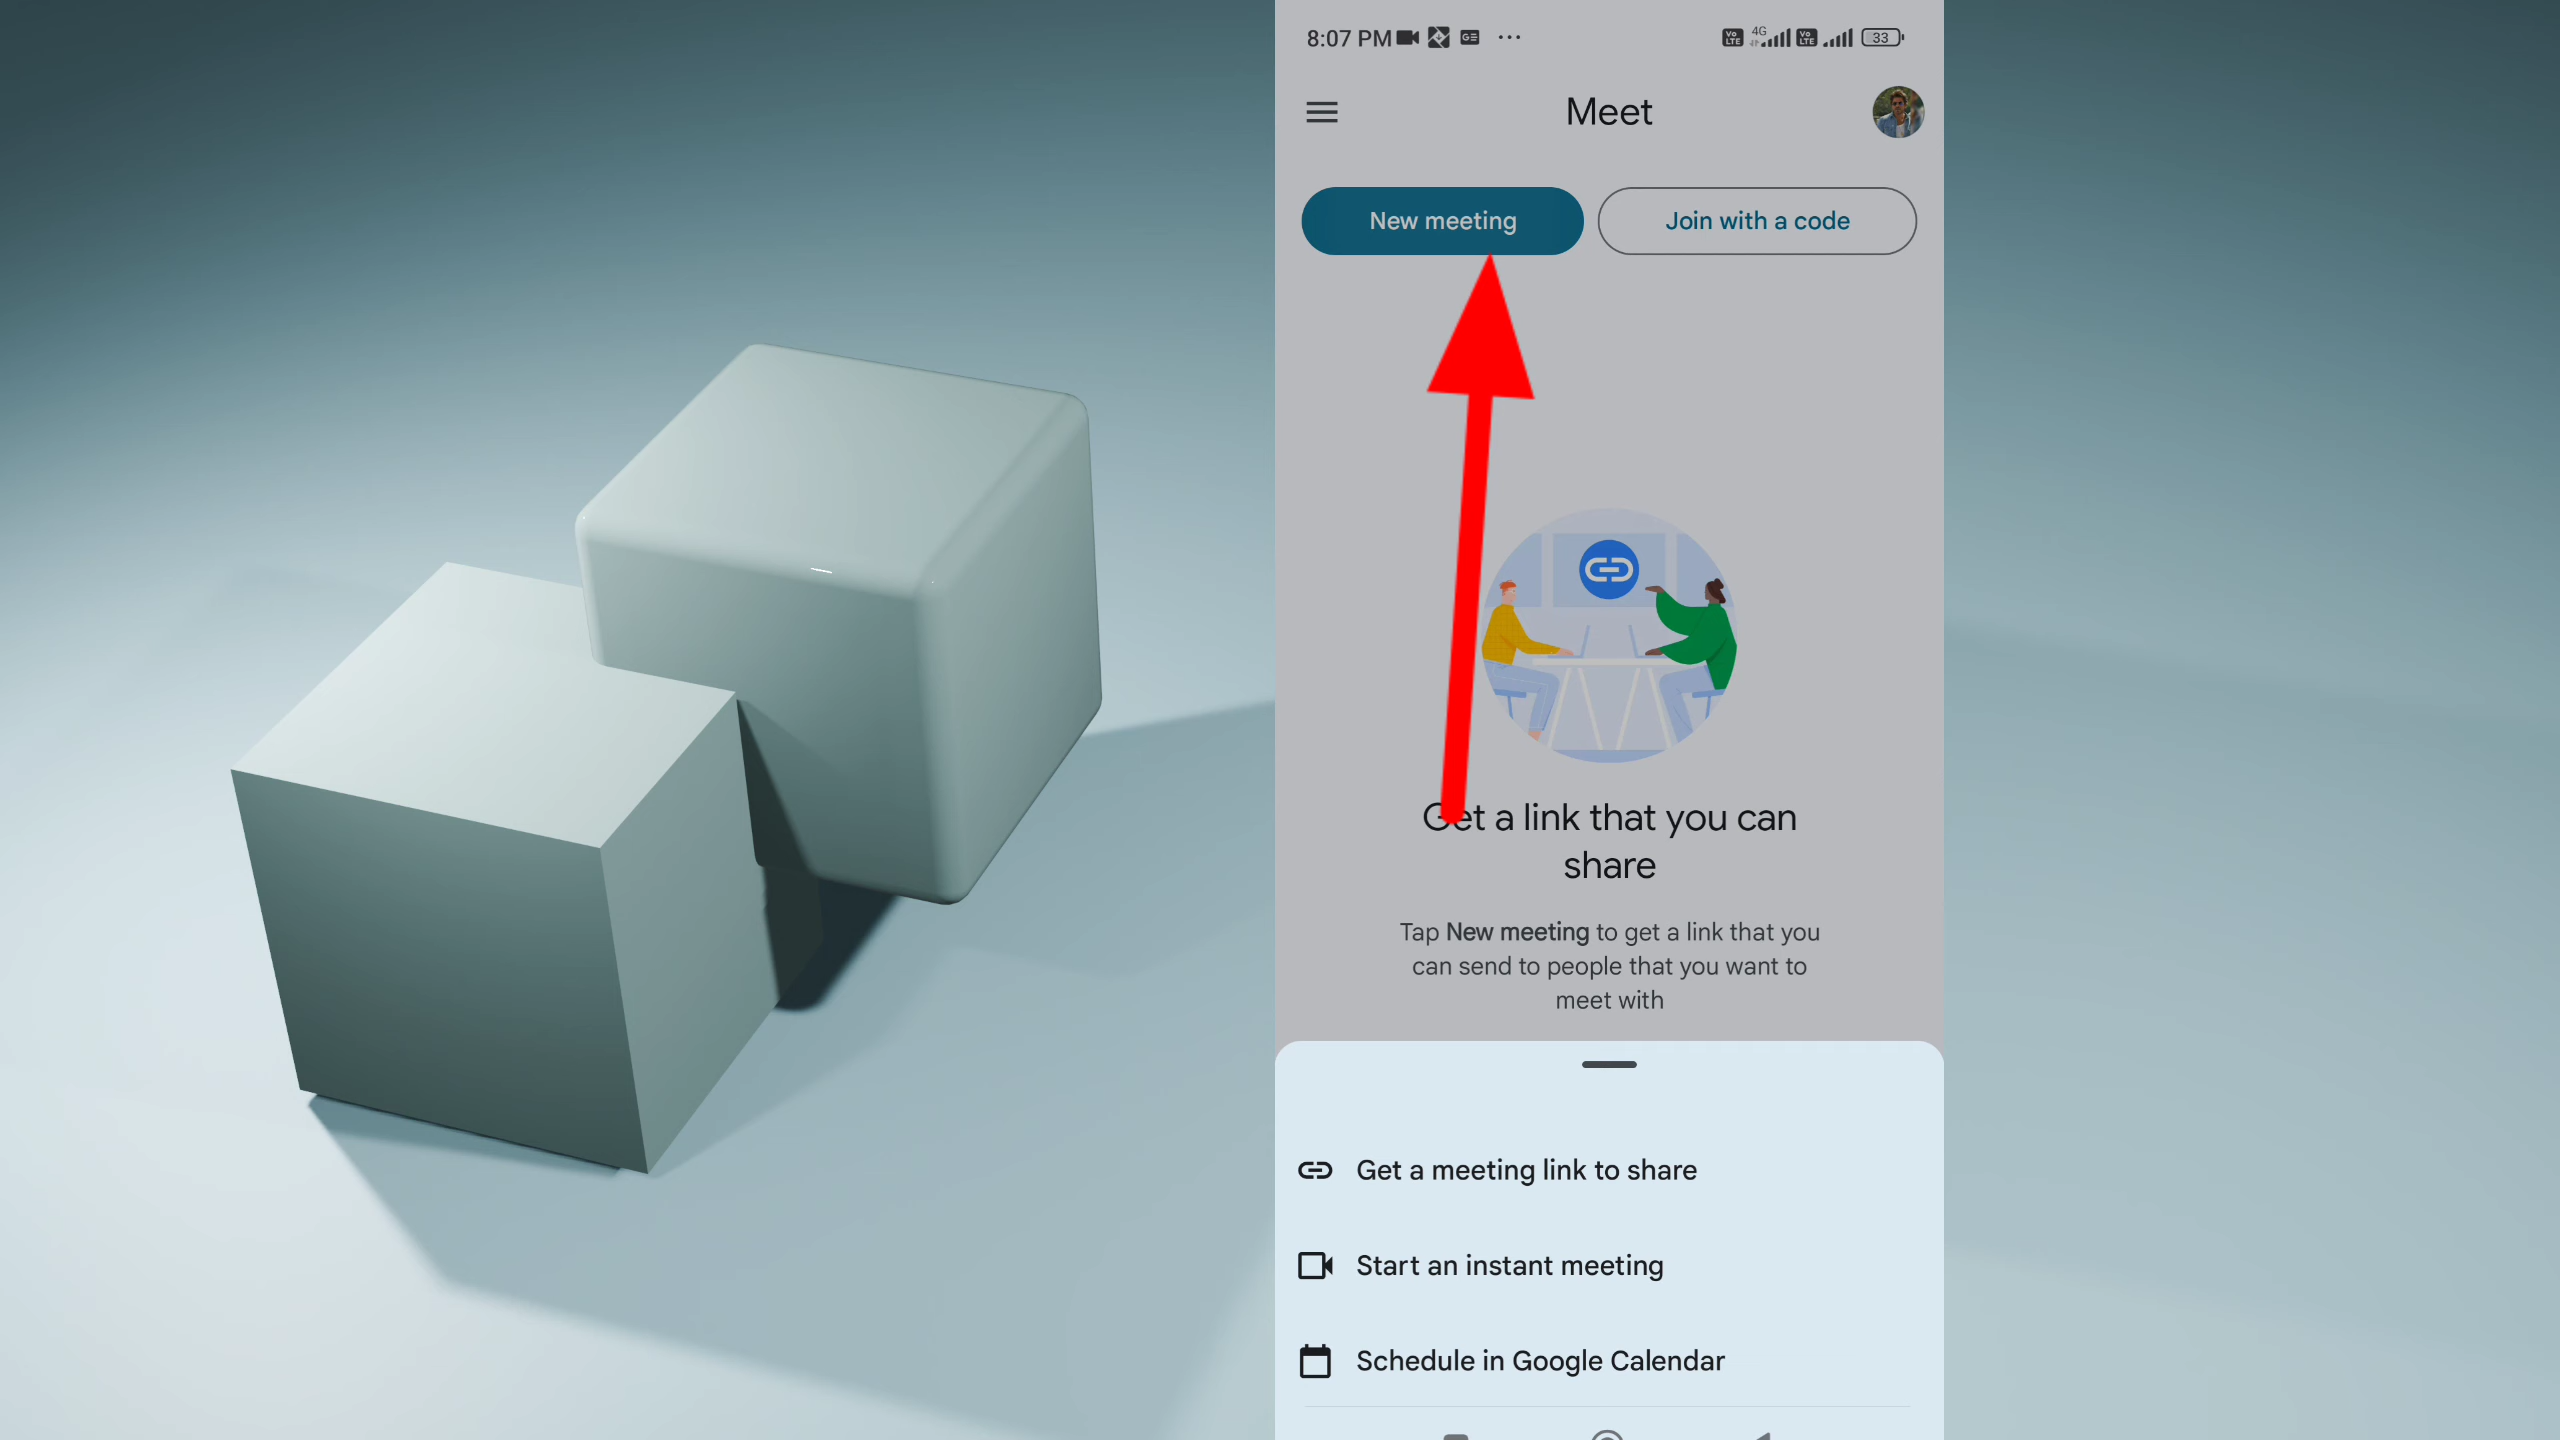 8:07 PM
4G
33
Meet
New meeting
Join with a code
Get a link that you can
share
Tap New meeting to get a link that you
can send to people that you want to
meet with
Get a meeting link to share
Start an instant meeting
Schedule in Google Calendar